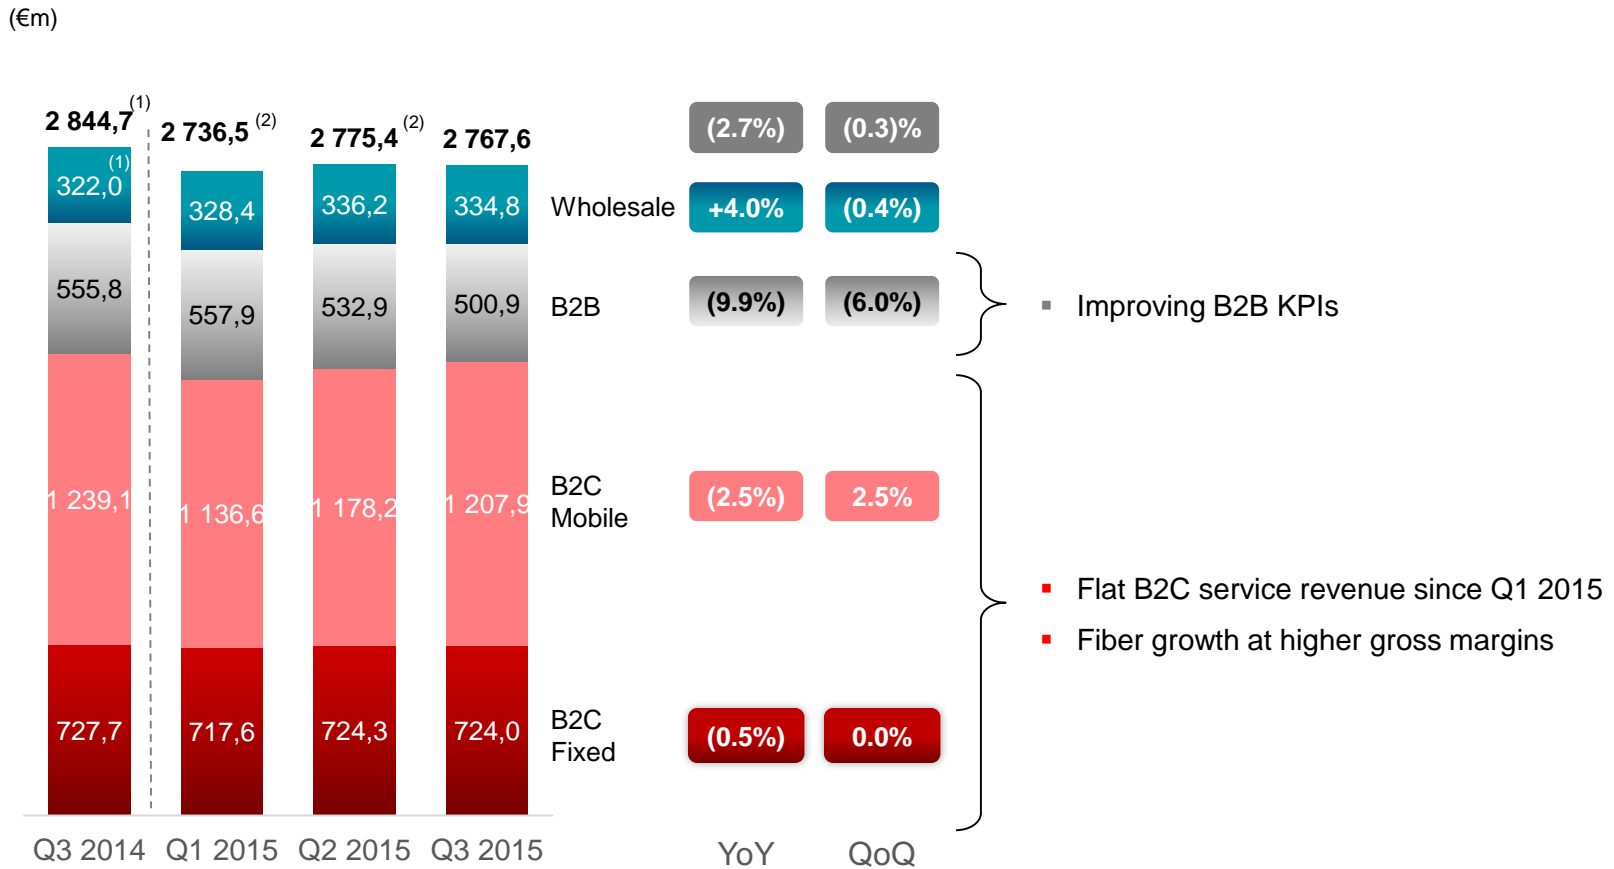 (€m)
2 844,7 (1)
2 736,5 (2)
2 775,4 (2)
2 767,6
(2.7%) (0.3)%
322,0 (1)
328,4
336,2
334,8
Wholesale
+4.0% (0.4%)
555,8
557,9
532,9
500,9
B2B
(9.9%) (6.0%)
▪ Improving B2B KPIs
1 239,1
1 136,6
1 178,2
1 207,9
B2C
Mobile
(2.5%) 2.5%
▪ Flat B2C service revenue since Q1 2015
▪ Fiber growth at higher gross margins
727,7
717,6
724,3
724,0
B2C
Fixed
(0.5%) 0.0%
Q3 2014 Q1 2015 Q2 2015 Q3 2015
YoY QoQ